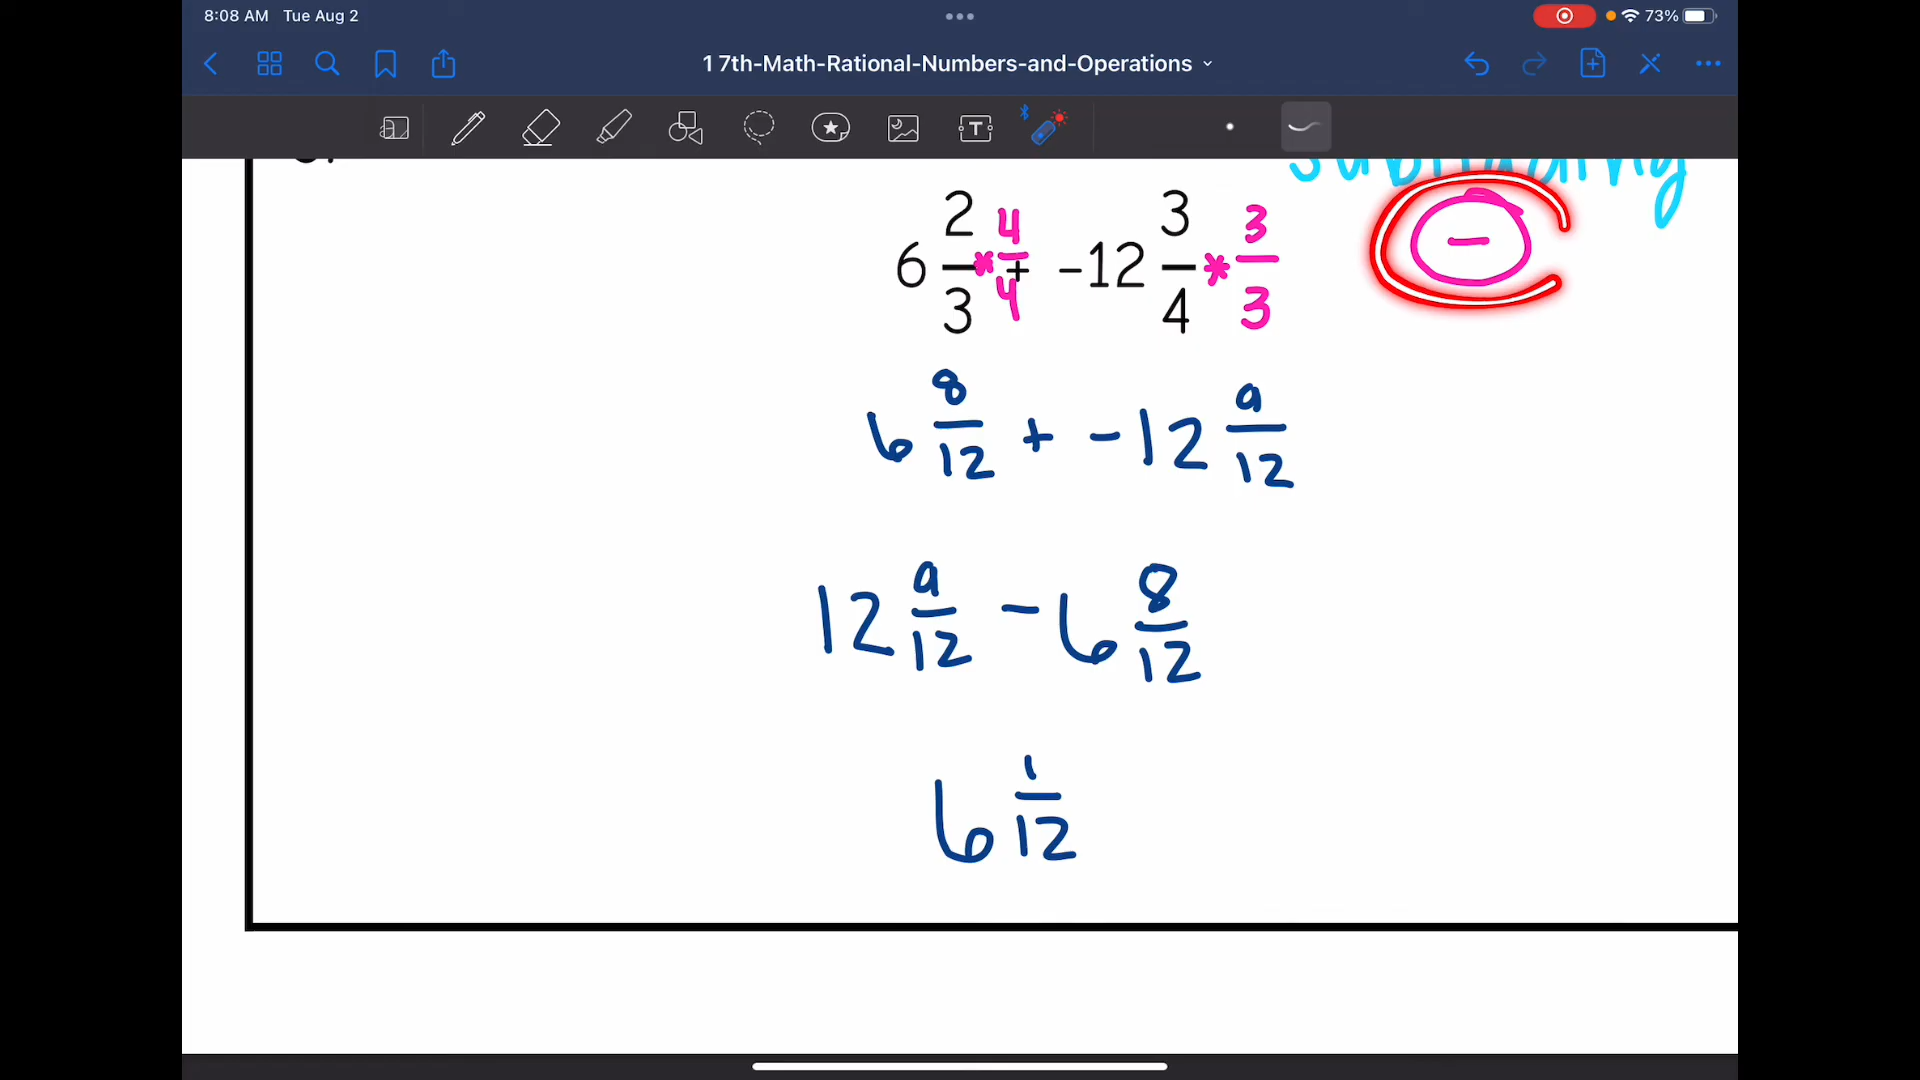 8:08 AM Tue Aug 2
73%
1 7th-Math-Rational-Numbers-and-Operations
T
subtracting
6 2/3 * 4/4 + -12 3/4 * 3/3
-
6 8/12 + -12 9/12
12 9/12 - 6 8/12
6 1/12